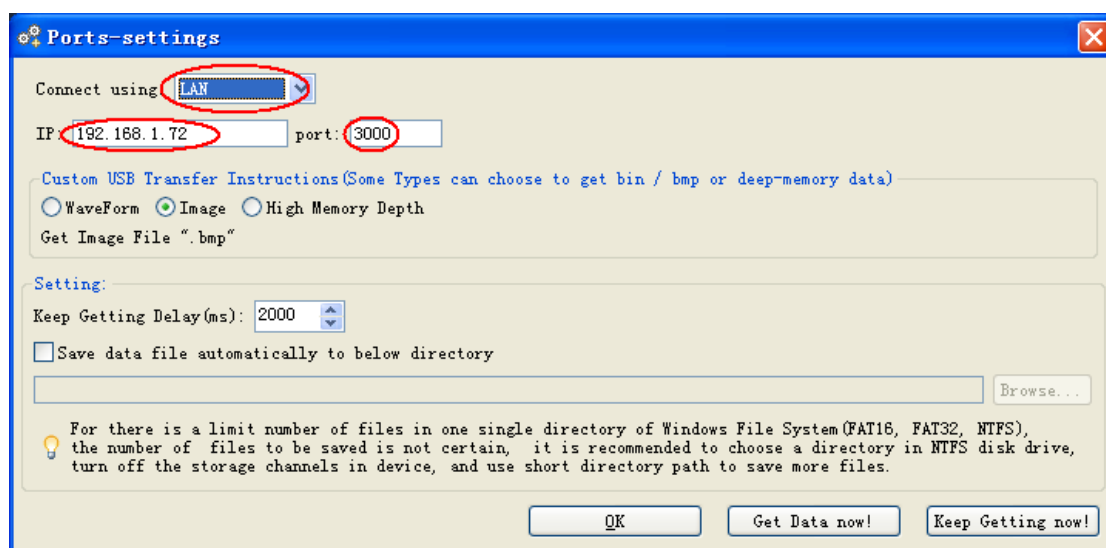 Ports-settings
Connect using: LAN
IP: 192.168.1.72 port: 3000
Custom USB Transfer Instructions(Some Types can choose to get bin / bmp or deep-memory data)
WaveForm Image High Memory Depth
Get Image File ".bmp"
Setting:
Keep Getting Delay(ms): 2000
Save data file automatically to below directory
Browse...
For there is a limit number of files in one single directory of Windows File System(FAT16, FAT32, NTFS),
the number of files to be saved is not certain, it is recommended to choose a directory in NTFS disk drive,
turn off the storage channels in device, and use short directory path to save more files.
OK Get Data now! Keep Getting now!